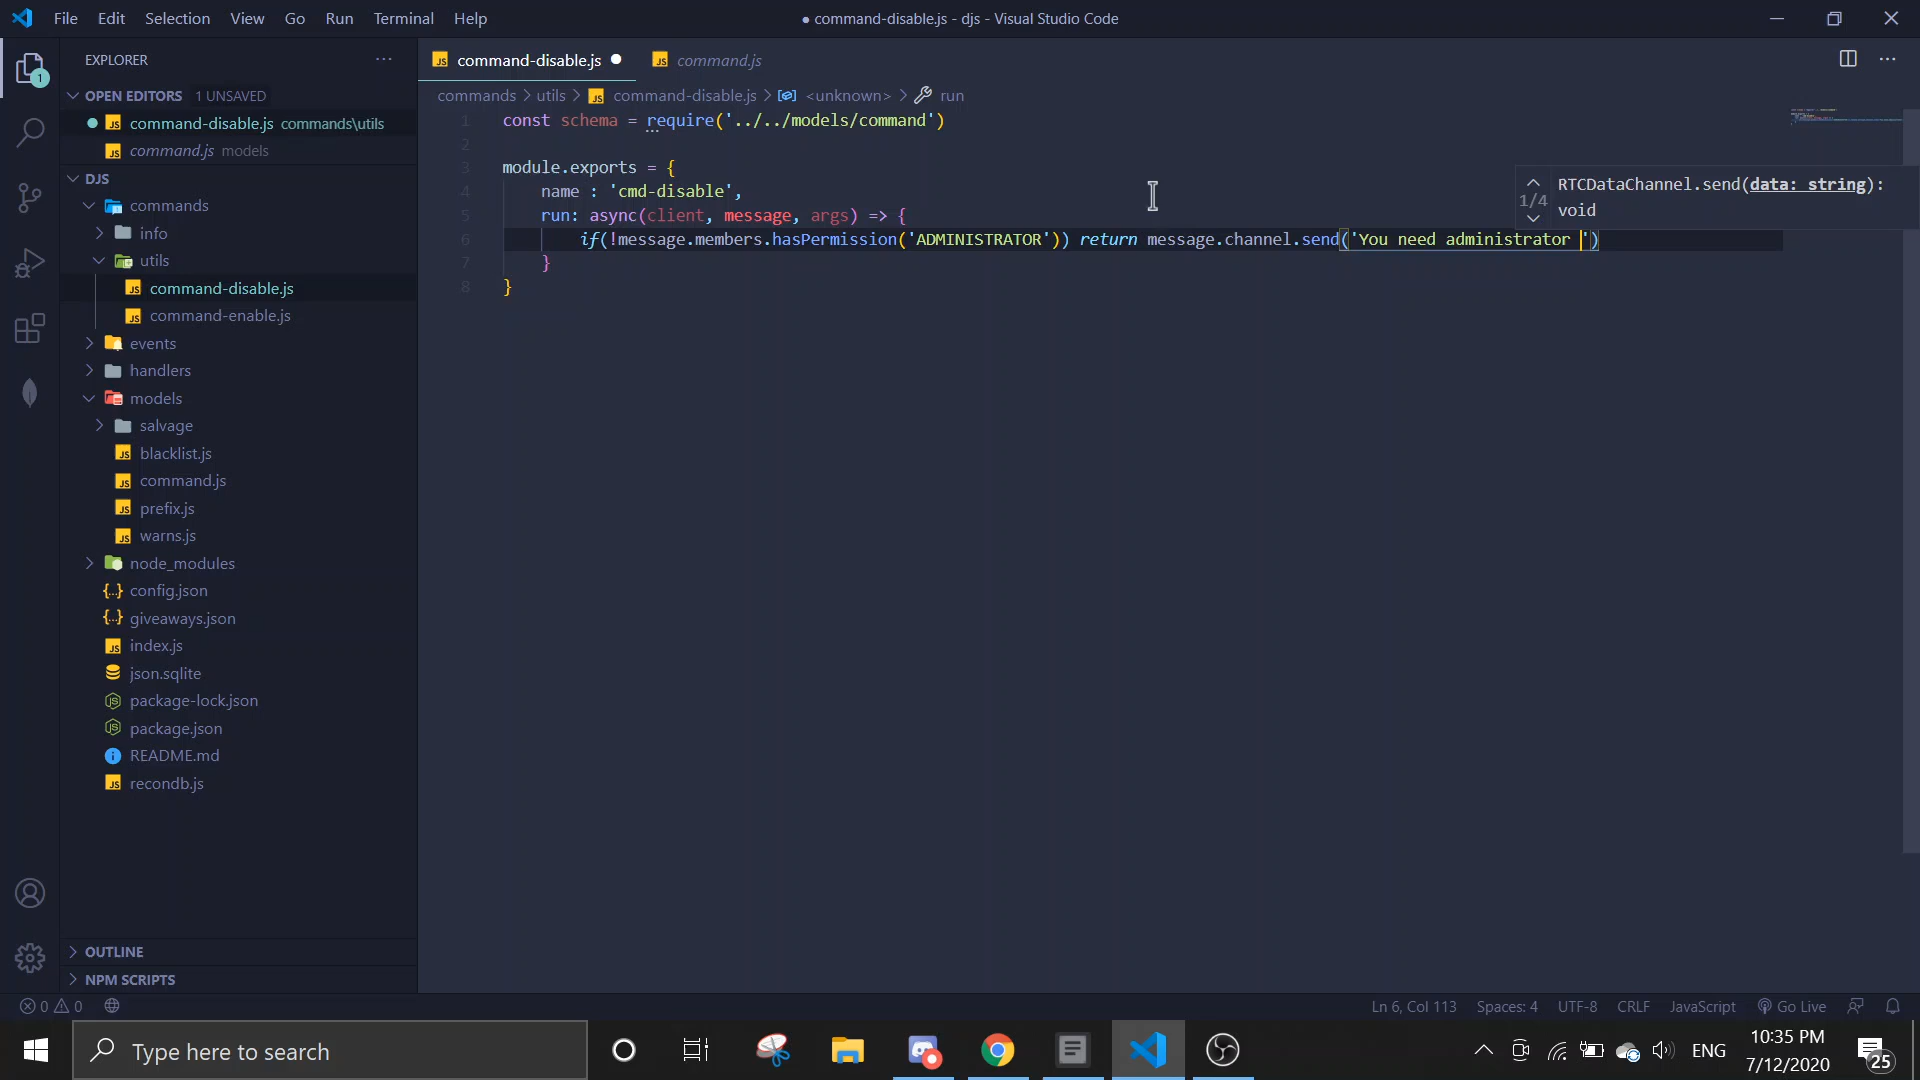 File Edit Selection View Go Run Terminal Help
● command-disable.js - djs - Visual Studio Code
EXPLORER
OPEN EDITORS 1 UNSAVED
command-disable.js commands\utils
command.js models
DJS
commands
info
utils
command-disable.js
command-enable.js
events
handlers
models
salvage
blacklist.js
command.js
prefix.js
warns.js
node_modules
config.json
giveaways.json
index.js
json.sqlite
package-lock.json
package.json
README.md
recondb.js
OUTLINE
NPM SCRIPTS
1
command-disable.js
command.js
commands > utils > command-disable.js > <unknown> > run
1 const schema = require('../../models/command')
2
3 module.exports = {
4 name : 'cmd-disable',
5 run: async(client, message, args) => {
6 if(!message.members.hasPermission('ADMINISTRATOR')) return message.channel.send('You need administrator ')
7 }
8 }
1/4
RTCDataChannel.send(data: string):
void
0 0
Ln 6, Col 113 Spaces: 4 UTF-8 CRLF JavaScript Go Live
Type here to search
ENG
10:35 PM
7/12/2020
25